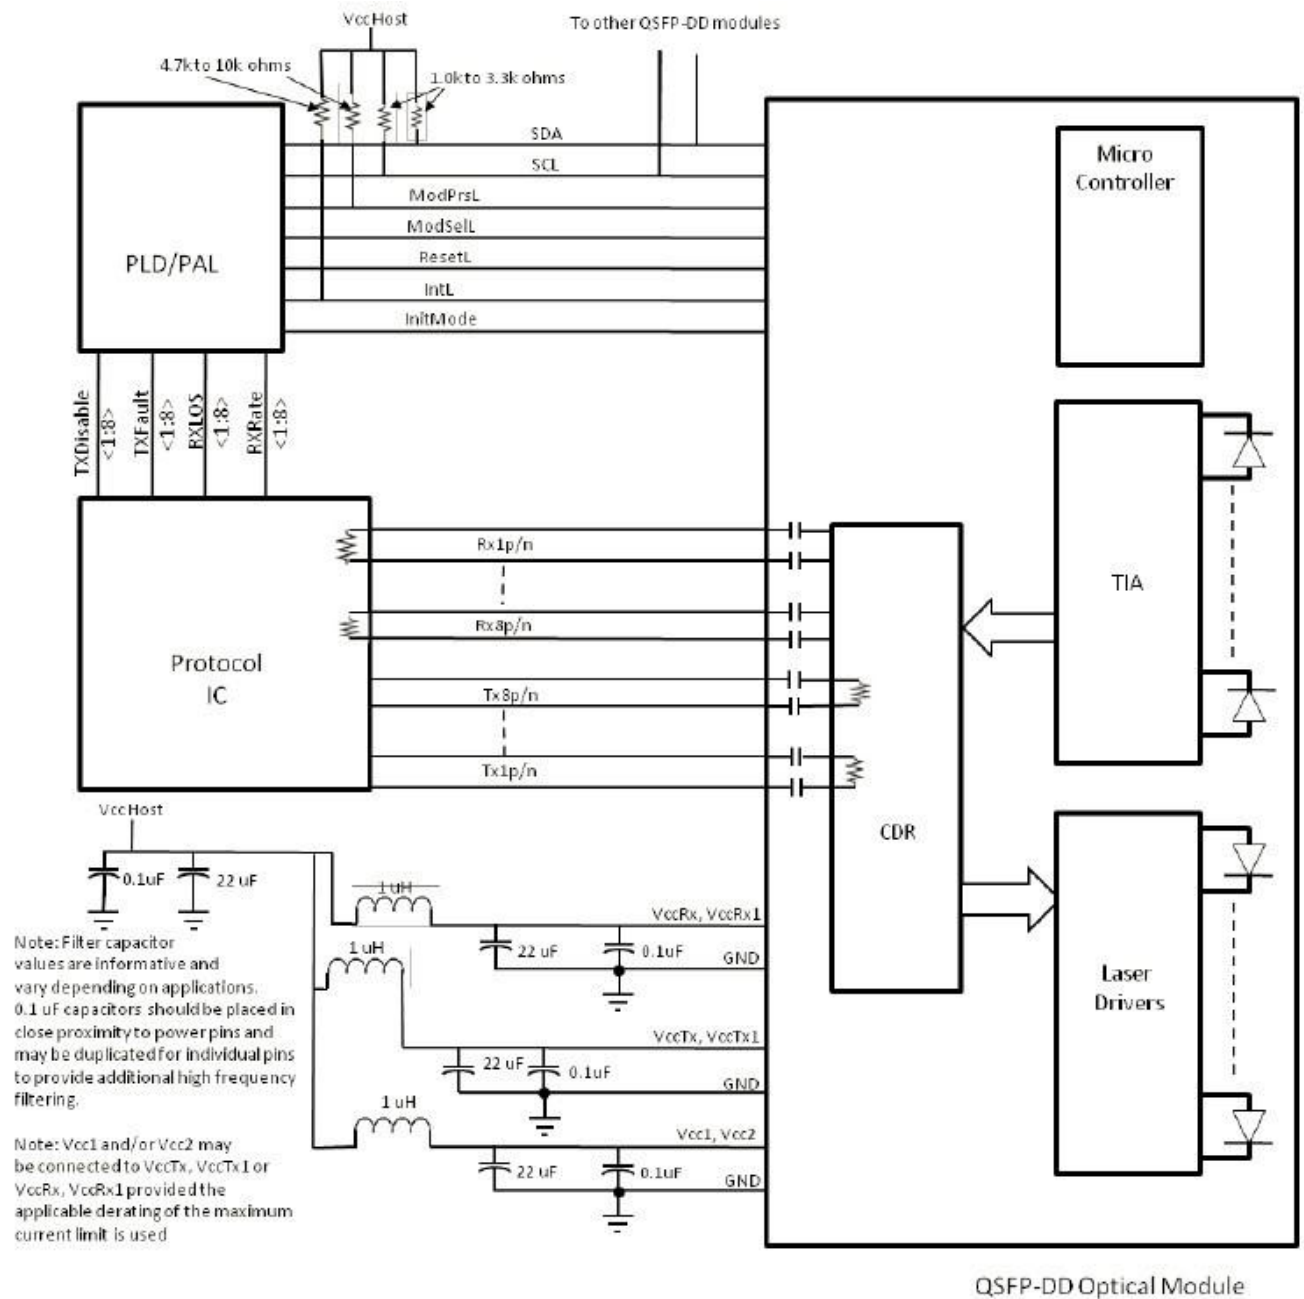 VccHost
To other QSFP-DD modules
4.7k to 10k ohms
1.0k to 3.3k ohms
SDA
SCL
ModPrsL
ModSelL
ResetL
IntL
InitMode
PLD/PAL
Micro
Controller
TXDisable
<1:8>
TXFault
<1:8>
RXLOS
<1:8>
RXRate
<1:8>
Rx1p/n
Rx8p/n
Tx8p/n
Tx1p/n
Protocol
IC
TIA
CDR
Laser
Drivers
VccHost
0.1uF
22 uF
1 uH
VccRx, VccRx1
22 uF
0.1uF
GND
1 uH
VccTx, VccTx1
22 uF
0.1uF
GND
1 uH
Vcc1, Vcc2
22 uF
0.1uF
GND
Note: Filter capacitor
values are informative and
vary depending on applications.
0.1 uF capacitors should be placed in
close proximity to power pins and
may be duplicated for individual pins
to provide additional high frequency
filtering.
Note: Vcc1 and/or Vcc2 may
be connected to VccTx, VccTx1 or
VccRx, VccRx1 provided the
applicable derating of the maximum
current limit is used
QSFP-DD Optical Module